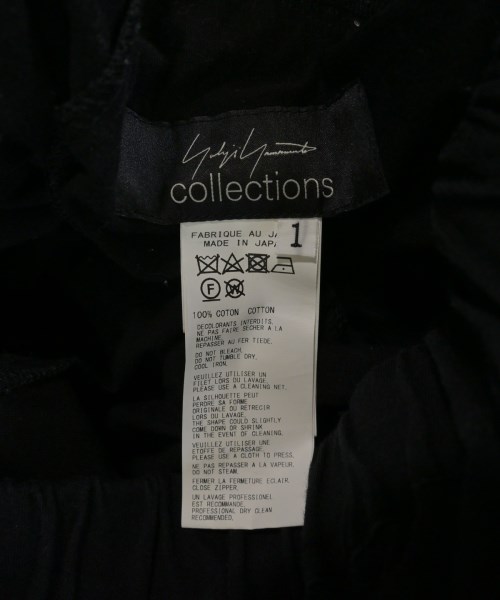 Yohji Yamamoto
collections
FABRIQUE AU JA
MADE IN JAPA
1
F W
100% COTON COTTON
DECOLORANTS INTERDITS.
NE PAS FAIRE SECHER A LA
MACHINE.
REPASSER AU FER TIEDE.
DO NOT BLEACH.
DO NOT TUMBLE DRY.
COOL IRON.
VEUILLEZ UTILISER UN
FILET LORS DU LAVAGE.
PLEASE USE A CLEANING NET.
LA SILHOUETTE PEUT
PERDRE SA FORME
ORIGINALE OU RETRECIR
LORS DU LAVAGE.
THE SHAPE COULD SLIGHTLY
COME DOWN OR SHRINK
IN THE EVENT OF CLEANING.
VEUILLEZ UTILISER UNE
ETOFFE DE REPASSAGE.
PLEASE USE A CLOTH TO PRESS.
NE PAS REPASSER A LA VAPEUR.
DO NOT STEAM.
FERMER LA FERMETURE ECLAIR.
CLOSE ZIPPER.
UN LAVAGE PROFESSIONEL
EST RECOMMANDE.
PROFESSIONAL DRY CLEAN
RECOMMENDED.